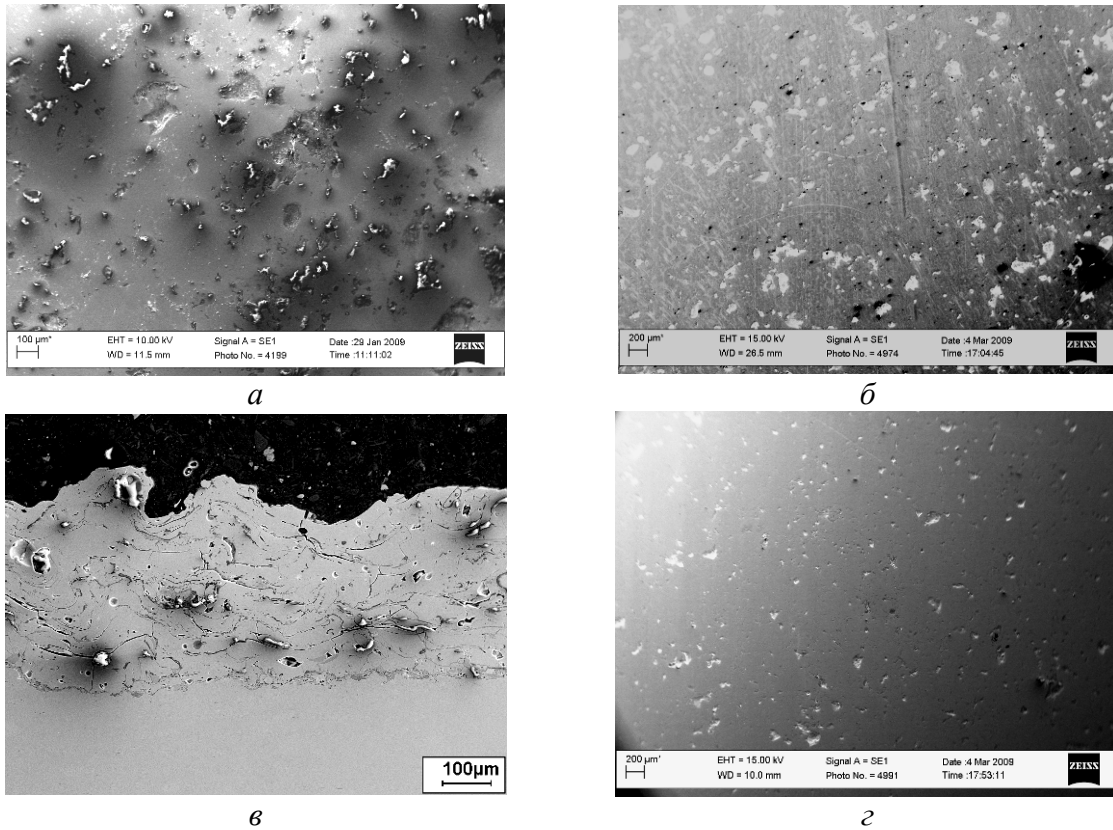 100 µm*
EHT = 10.00 kV
Signal A = SE1
Date :29 Jan 2009
WD = 11.5 mm
Photo No. = 4199
Time :11:11:02
ZEISS
200 µm*
EHT = 15.00 kV
Signal A = SE1
Date :4 Mar 2009
WD = 26.5 mm
Photo No. = 4974
Time :17:04:45
ZEISS
а
б
100µm
200 µm*
EHT = 15.00 kV
Signal A = SE1
Date :4 Mar 2009
WD = 10.0 mm
Photo No. = 4991
Time :17:53:11
ZEISS
в
г